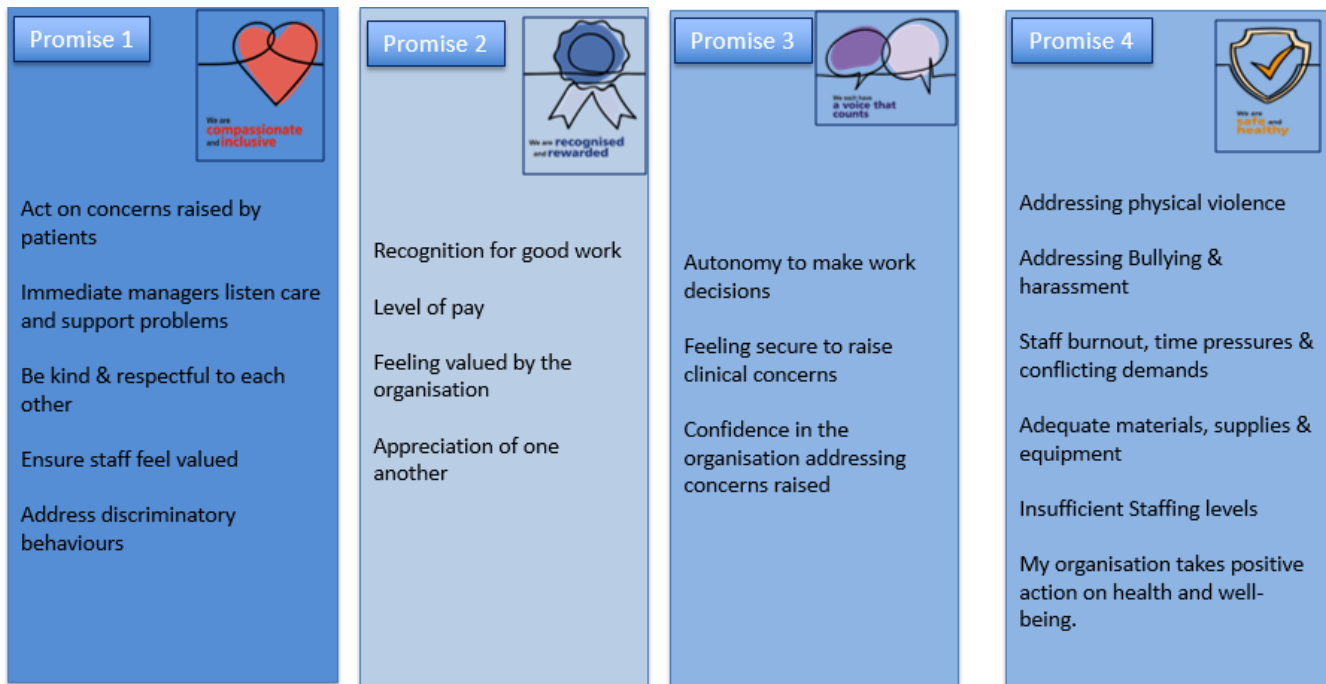 Promise 1
We are
compassionate
and inclusive
Act on concerns raised by
patients
Immediate managers listen care
and support problems
Be kind & respectful to each
other
Ensure staff feel valued
Address discriminatory
behaviours
Promise 2
We are recognised
and rewarded
Recognition for good work
Level of pay
Feeling valued by the
organisation
Appreciation of one
another
Promise 3
We each have
a voice that
counts
Autonomy to make work
decisions
Feeling secure to raise
clinical concerns
Confidence in the
organisation addressing
concerns raised
Promise 4
We are
safe and
healthy
Addressing physical violence
Addressing Bullying &
harassment
Staff burnout, time pressures &
conflicting demands
Adequate materials, supplies &
equipment
Insufficient Staffing levels
My organisation takes positive
action on health and well-
being.